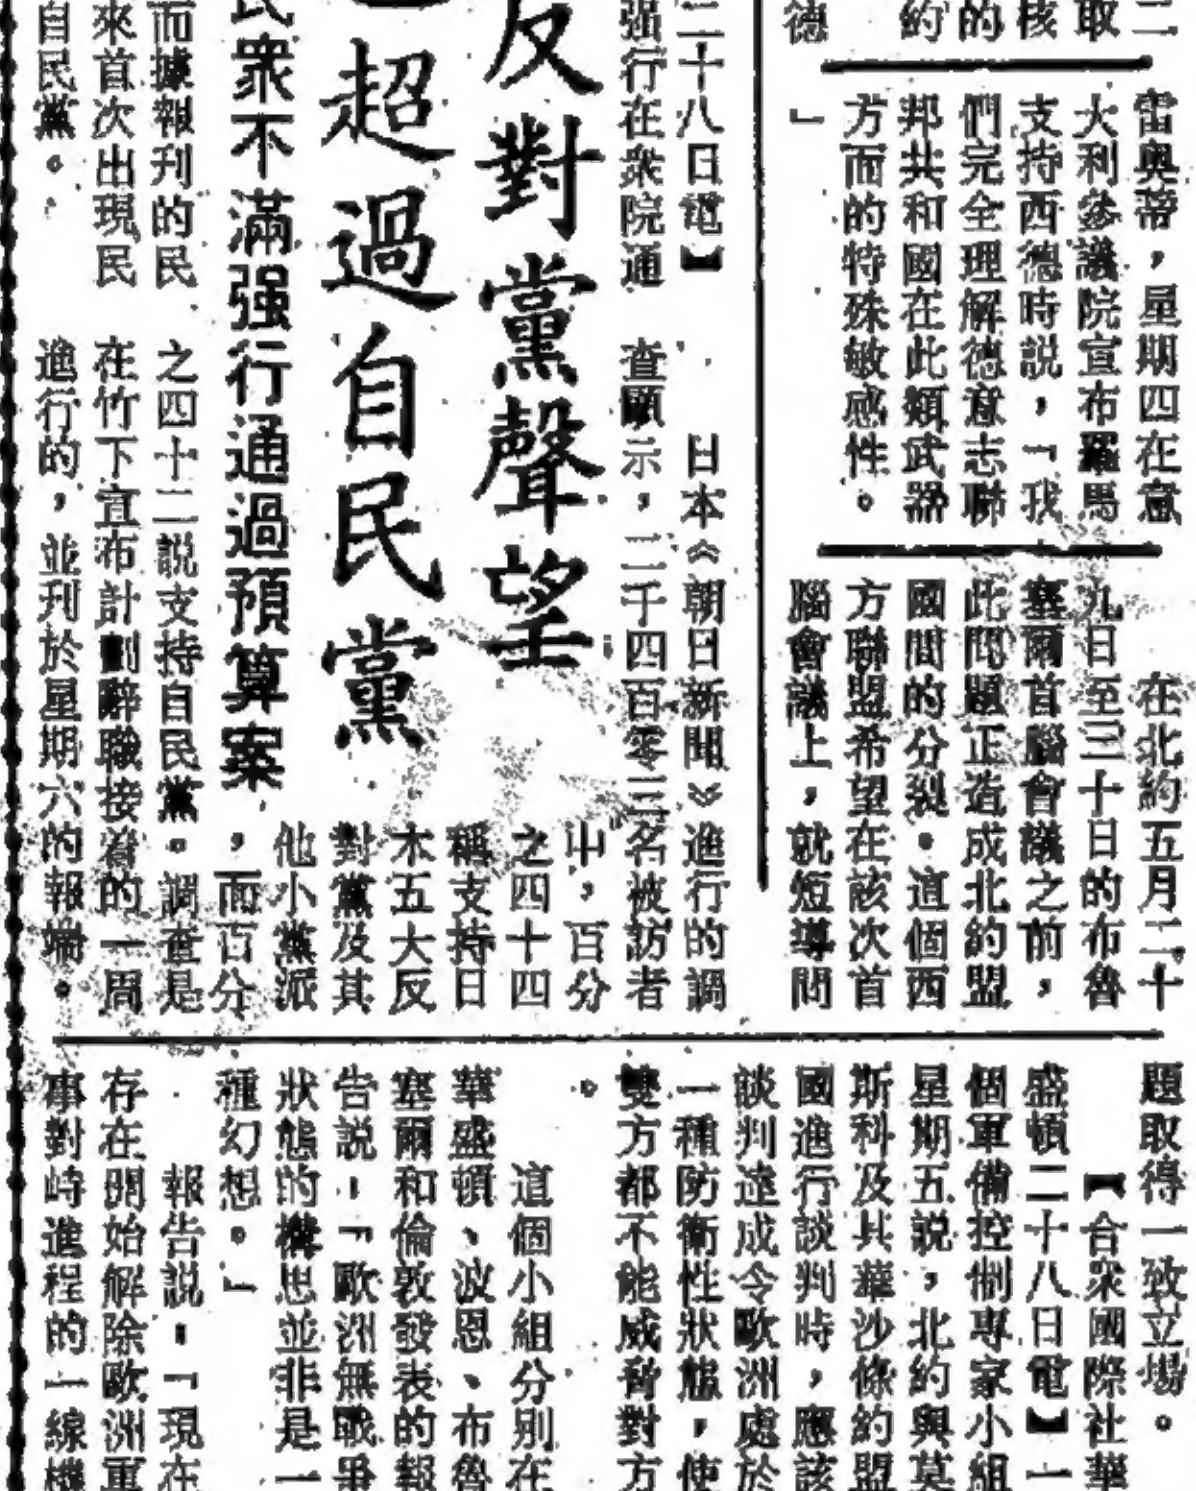 二
取
核
的
約
德
雷奧蒂，星期四在意
大利參議院宣布羅馬
支持西德時説，「我
們完全理解德意志聯
邦共和國在此類武器
方面的特殊敏感性。
」
在北約五月二十
九日至三十日的布魯
塞爾首腦會議之前，
此問題正造成北約盟
國間的分裂。這個西
方聯盟希望在該次首
腦會議上，就短導問
題取得一致立場。
【合衆國際社華
盛頓二十八日電】一
個軍備控制專家小組
星期五説，北約與莫
斯科及其華沙條約盟
國進行談判時，應該
談判達成令歐洲處於
一種防衛性狀態，使
雙方都不能威脅對方
。
這個小組分別在
華盛頓、波恩、布魯
塞爾和倫敦發表的報
告説：「歐洲無戰爭
狀態的構思並非是一
種幻想。」
報告説：「現在
存在開始解除歐洲軍
事對峙進程的一線機
反對黨聲望
超過自民黨
民衆不滿强行通過預算案
二十八日電】
强行在衆院通
而據報刊的民
來首次出現民
自民黨。
日本《朝日新聞》進行的調
查顯示，二千四百零三名被訪者
中，百分
之四十四
稱支持日
本五大反
對黨及其
他小黨派
，而百分
之四十二説支持自民黨。調查是
在竹下宣布計劃辭職接着的一周
進行的，並刊於星期六的報端。